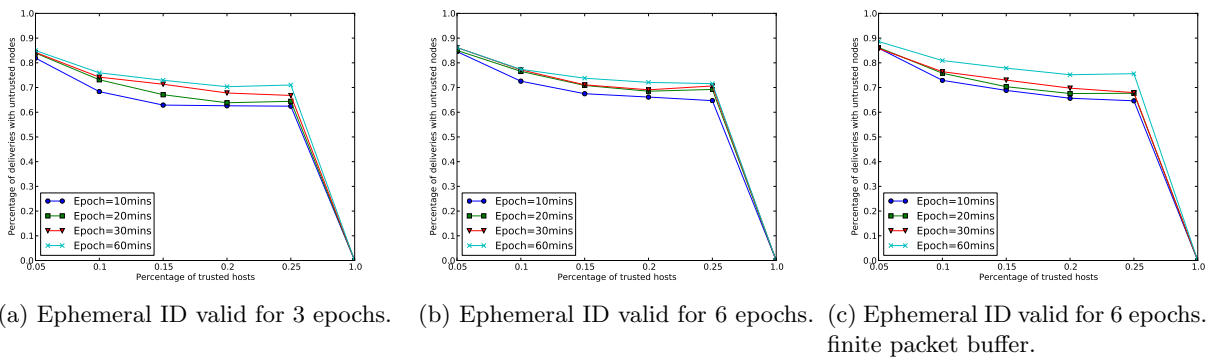 1.0
0.9
0.8
0.7
0.6
0.5
0.4
0.3
0.2
0.1
0.0
Percentage of deliveries with untrusted nodes
Epoch=10mins
Epoch=20mins
Epoch=30mins
Epoch=60mins
0.05 0.1 0.15 0.2 0.25 1.0
Percentage of trusted hosts
(a) Ephemeral ID valid for 3 epochs.
1.0
0.9
0.8
0.7
0.6
0.5
0.4
0.3
0.2
0.1
0.0
Percentage of deliveries with untrusted nodes
Epoch=10mins
Epoch=20mins
Epoch=30mins
Epoch=60mins
0.05 0.1 0.15 0.2 0.25 1.0
Percentage of trusted hosts
(b) Ephemeral ID valid for 6 epochs.
1.0
0.9
0.8
0.7
0.6
0.5
0.4
0.3
0.2
0.1
0.0
Percentage of deliveries with untrusted nodes
Epoch=10mins
Epoch=20mins
Epoch=30mins
Epoch=60mins
0.05 0.1 0.15 0.2 0.25 1.0
Percentage of trusted hosts
(c) Ephemeral ID valid for 6 epochs.
finite packet buffer.